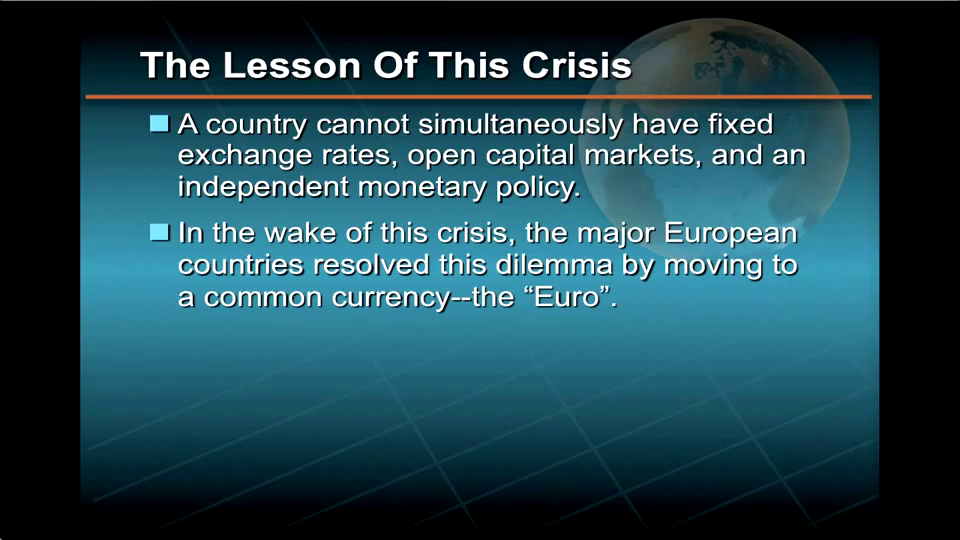 The Lesson Of This Crisis
A country cannot simultaneously have fixed
exchange rates, open capital markets, and an
independent monetary policy.
In the wake of this crisis, the major European
countries resolved this dilemma by moving to
a common currency--the “Euro”.